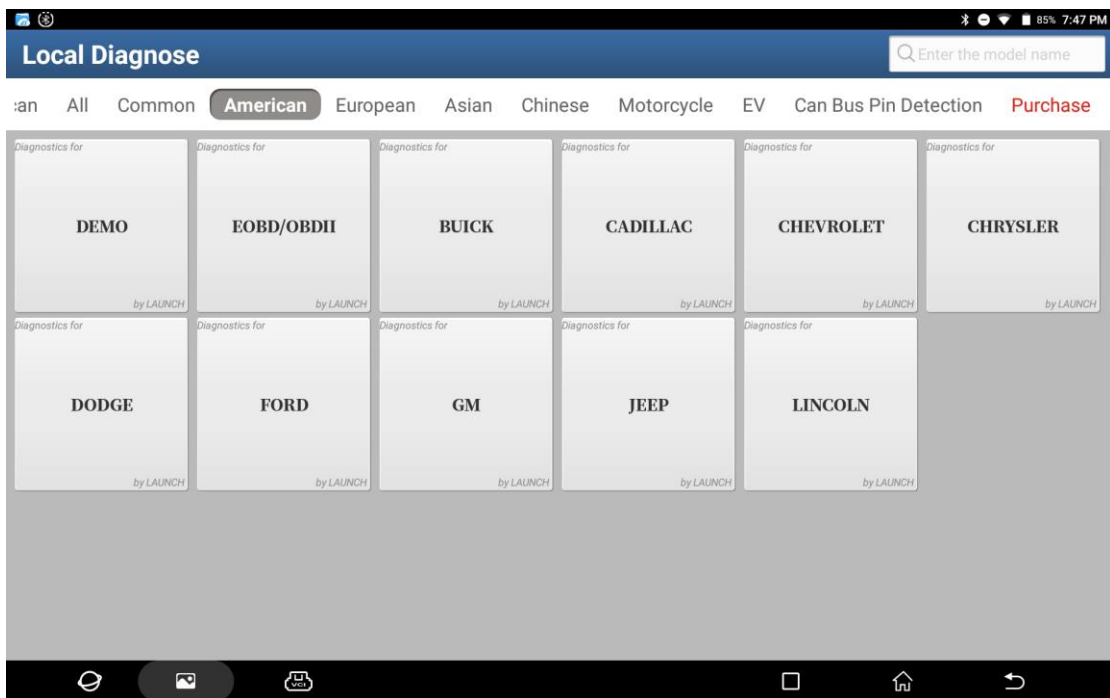 85% 7:47 PM
Local Diagnose
Enter the model name
:an All Common American European Asian Chinese Motorcycle EV Can Bus Pin Detection Purchase
Diagnostics for Diagnostics for Diagnostics for Diagnostics for Diagnostics for Diagnostics for
DEMO EOBD/OBDII BUICK CADILLAC CHEVROLET CHRYSLER
by LAUNCH by LAUNCH by LAUNCH by LAUNCH by LAUNCH by LAUNCH
Diagnostics for Diagnostics for Diagnostics for Diagnostics for Diagnostics for
DODGE FORD GM JEEP LINCOLN
by LAUNCH by LAUNCH by LAUNCH by LAUNCH by LAUNCH
VCI